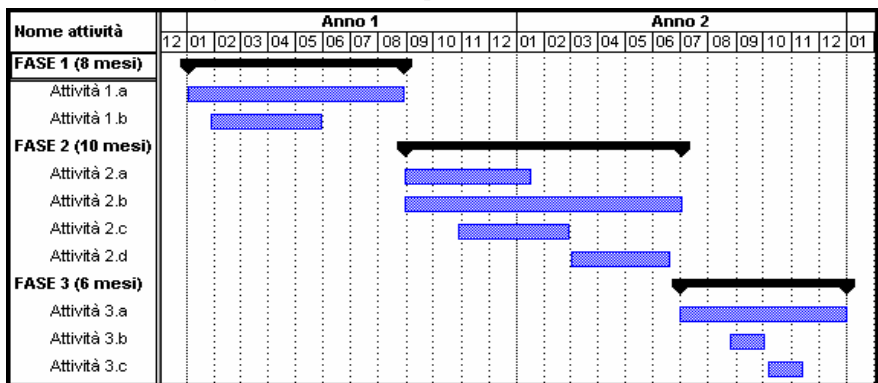 Nome attività Anno 1 Anno 2
12 01 02 03 04 05 06 07 08 09 10 11 12 01 02 03 04 05 06 07 08 09 10 11 12 01
FASE 1 (8 mesi)
Attività 1.a
Attività 1.b
FASE 2 (10 mesi)
Attività 2.a
Attività 2.b
Attività 2.c
Attività 2.d
FASE 3 (6 mesi)
Attività 3.a
Attività 3.b
Attività 3.c